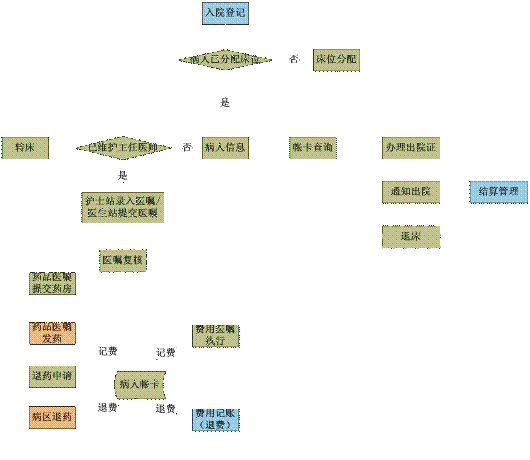 入院登记
病人已分配床位
否
床位分配
是
转床
已维护主任医师
否
病人信息
帐卡查询
办理出院证
是
护士站录入医嘱/
医生站提交医嘱
通知出院
结算管理
退床
医嘱复核
药品医嘱
提交药房
药品医嘱
发药
费用医嘱
执行
记费
记费
退药申请
病人帐卡
退费
退费
病区退药
费用记账
（退费）